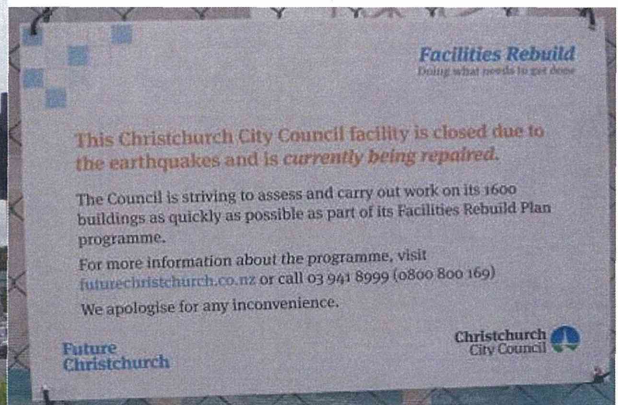 Facilities Rebuild
Doing what needs to get done
This Christchurch City Council facility is closed due to
the earthquakes and is currently being repaired.
The Council is striving to assess and carry out work on its 1600
buildings as quickly as possible as part of its Facilities Rebuild Plan
programme.
For more information about the programme, visit
futurechristchurch.co.nz or call 03 941 8999 (0800 800 169)
We apologise for any inconvenience.
Future
Christchurch
Christchurch
City Council